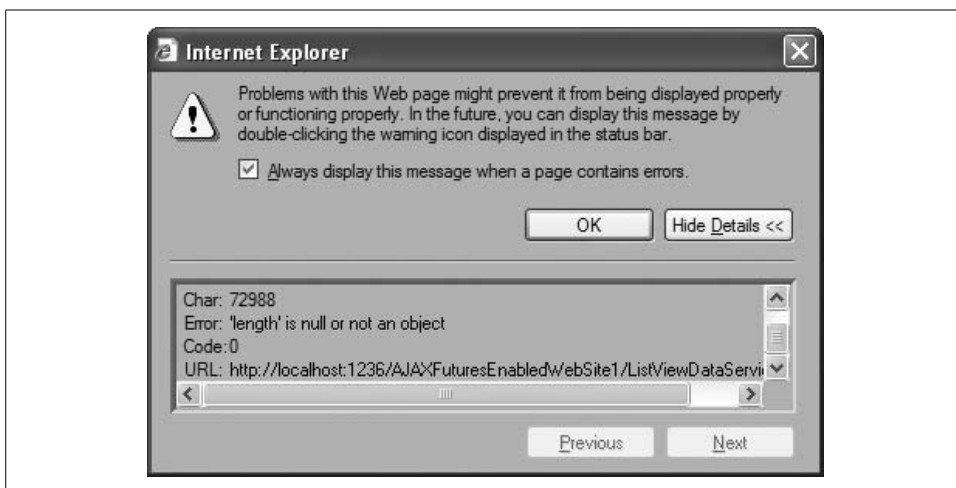 Internet Explorer
Problems with this Web page might prevent it from being displayed properly
or functioning properly. In the future, you can display this message by
double-clicking the warning icon displayed in the status bar.
Always display this message when a page contains errors.
OK
Hide Details <<
Char: 72988
Error: 'length' is null or not an object
Code:0
URL: http://localhost:1236/AJAXFuturesEnabledWebSite1/ListViewDataServi
Previous
Next